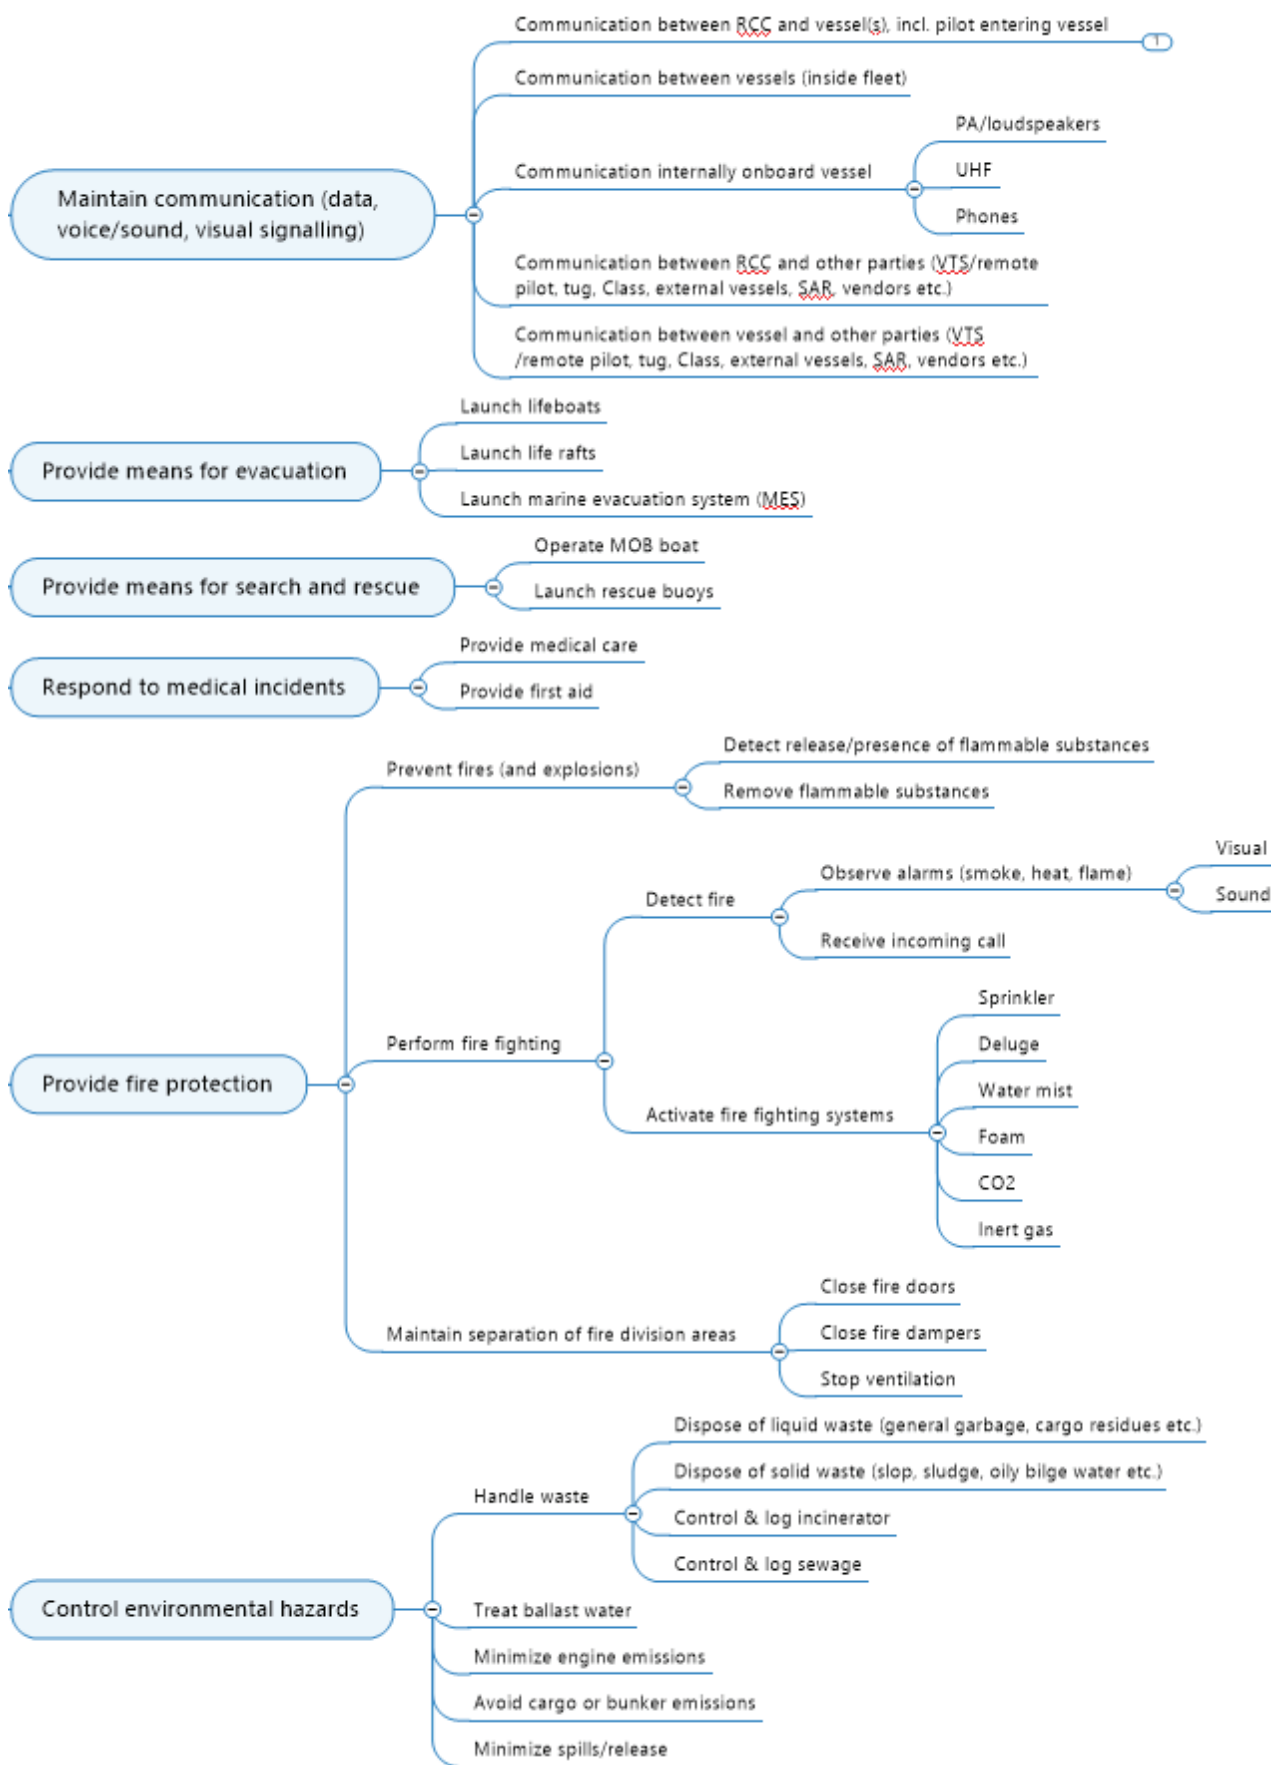 Communication between RCC and vessel(s), incl. pilot entering vessel
1
Communication between vessels (inside fleet)
PA/loudspeakers
Communication internally onboard vessel
UHF
Phones
Maintain communication (data,
voice/sound, visual signalling)
Communication between RCC and other parties (VTS/remote
pilot, tug, Class, external vessels, SAR, vendors etc.)
Communication between vessel and other parties (VTS
/remote pilot, tug, Class, external vessels, SAR, vendors etc.)
Launch lifeboats
Provide means for evacuation
Launch life rafts
Launch marine evacuation system (MES)
Operate MOB boat
Provide means for search and rescue
Launch rescue buoys
Provide medical care
Respond to medical incidents
Provide first aid
Detect release/presence of flammable substances
Prevent fires (and explosions)
Remove flammable substances
Visual
Observe alarms (smoke, heat, flame)
Sound
Detect fire
Receive incoming call
Sprinkler
Perform fire fighting
Deluge
Water mist
Provide fire protection
Activate fire fighting systems
Foam
CO2
Inert gas
Close fire doors
Maintain separation of fire division areas
Close fire dampers
Stop ventilation
Dispose of liquid waste (general garbage, cargo residues etc.)
Dispose of solid waste (slop, sludge, oily bilge water etc.)
Handle waste
Control & log incinerator
Control & log sewage
Control environmental hazards
Treat ballast water
Minimize engine emissions
Avoid cargo or bunker emissions
Minimize spills/release